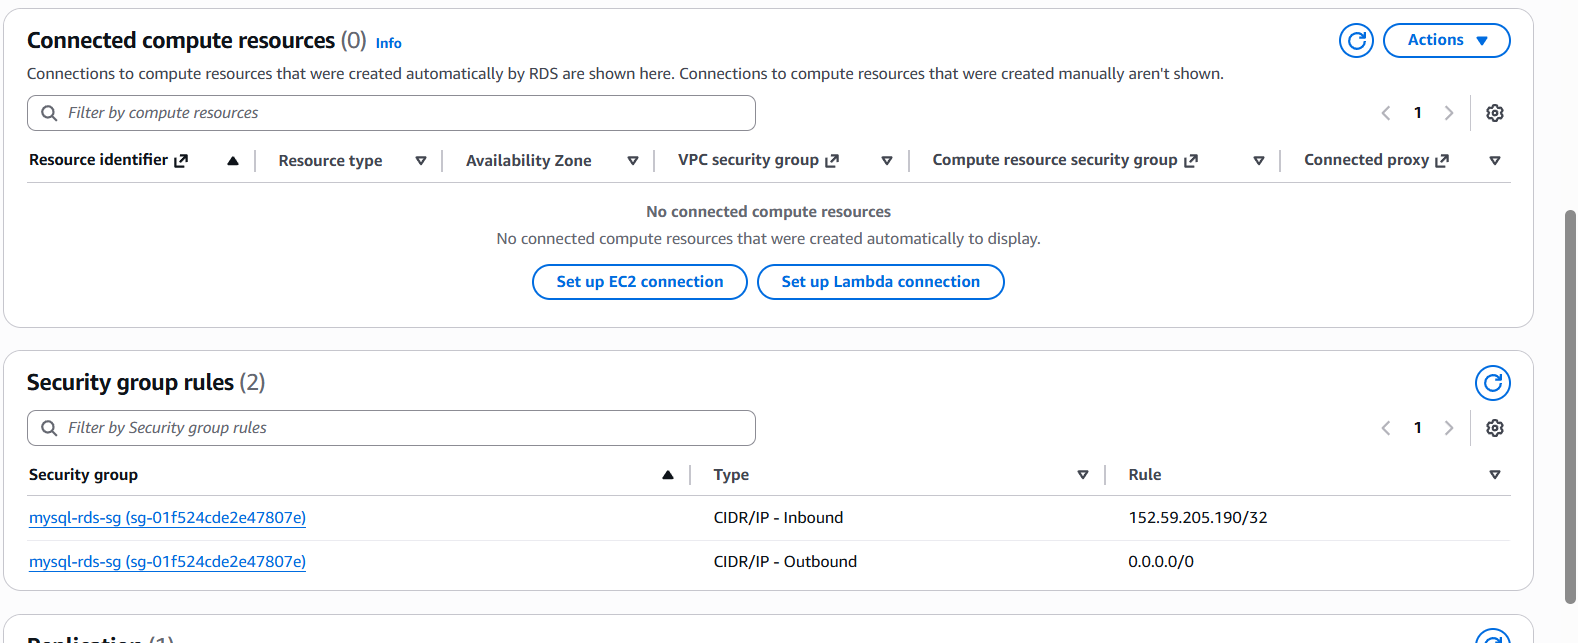 Connected compute resources (0) Info
Actions
Connections to compute resources that were created automatically by RDS are shown here. Connections to compute resources that were created manually aren't shown.
Filter by compute resources
1
Resource identifier Resource type Availability Zone VPC security group Compute resource security group Connected proxy
No connected compute resources
No connected compute resources that were created automatically to display.
Set up EC2 connection Set up Lambda connection
Security group rules (2)
Filter by Security group rules
1
Security group Type Rule
mysql-rds-sg (sg-01f524cde2e47807e) CIDR/IP - Inbound 152.59.205.190/32
mysql-rds-sg (sg-01f524cde2e47807e) CIDR/IP - Outbound 0.0.0.0/0
Replication (1)